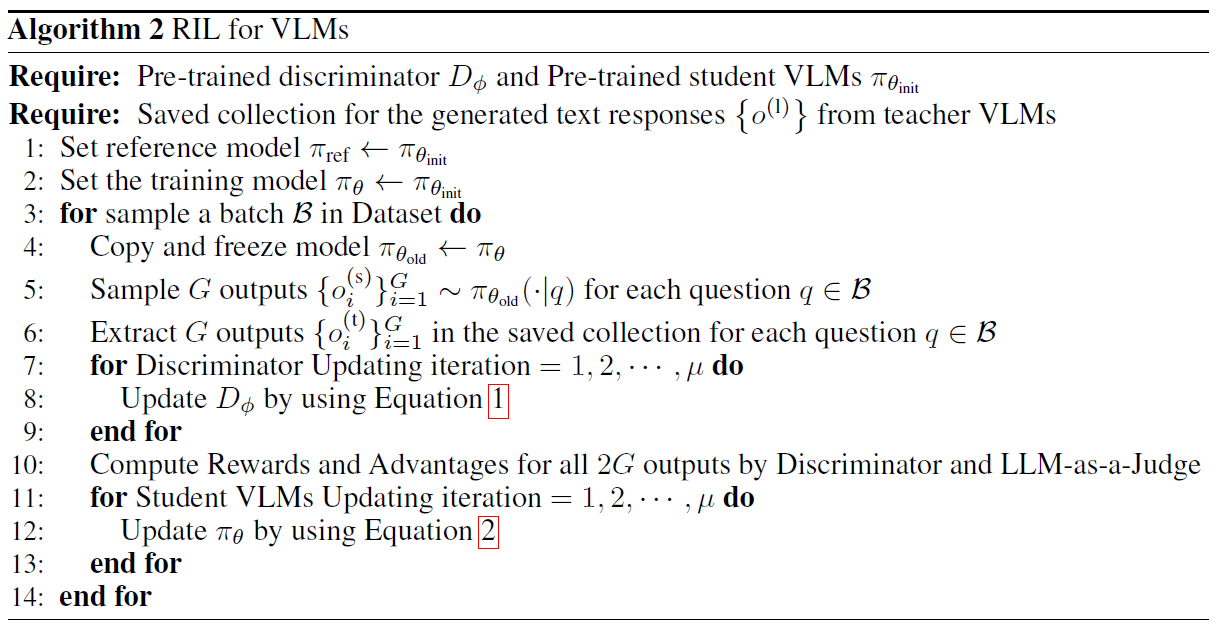 Algorithm 2 RIL for VLMs
Require: Pre-trained discriminator $D_\phi$ and Pre-trained student VLMs $\pi_{\theta_{\text{init}}}$
Require: Saved collection for the generated text responses $\{o^{(l)}\}$ from teacher VLMs
1: Set reference model $\pi_{\text{ref}} \leftarrow \pi_{\theta_{\text{init}}}$
2: Set the training model $\pi_\theta \leftarrow \pi_{\theta_{\text{init}}}$
3: for sample a batch $\mathcal{B}$ in Dataset do
4: Copy and freeze model $\pi_{\theta_{\text{old}}} \leftarrow \pi_\theta$
5: Sample $G$ outputs $\{o_i^{(s)}\}_{i=1}^{G} \sim \pi_{\theta_{\text{old}}}(\cdot|q)$ for each question $q \in \mathcal{B}$
6: Extract $G$ outputs $\{o_i^{(t)}\}_{i=1}^{G}$ in the saved collection for each question $q \in \mathcal{B}$
7: for Discriminator Updating iteration $= 1, 2, \cdots, \mu$ do
8: Update $D_\phi$ by using Equation 1
9: end for
10: Compute Rewards and Advantages for all $2G$ outputs by Discriminator and LLM-as-a-Judge
11: for Student VLMs Updating iteration $= 1, 2, \cdots, \mu$ do
12: Update $\pi_\theta$ by using Equation 2
13: end for
14: end for